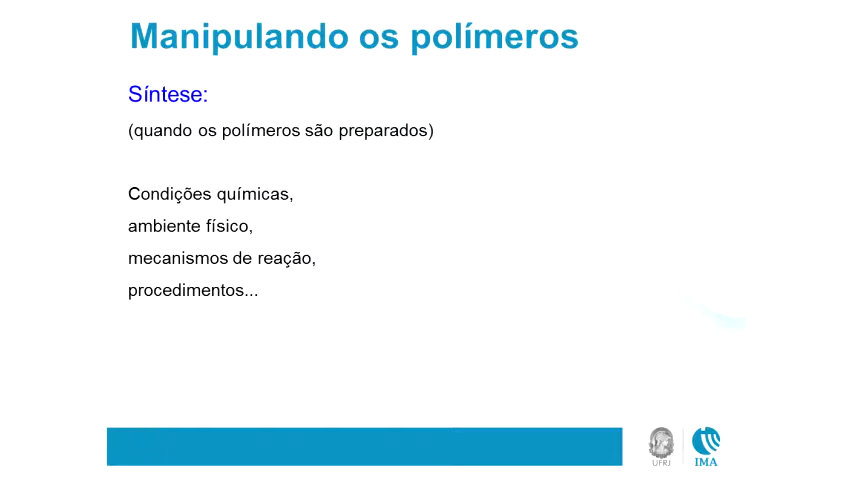 Manipulando os polímeros
Síntese:
(quando os polímeros são preparados)
Condições químicas,
ambiente físico,
mecanismos de reação,
procedimentos...
UFRJ
IMA